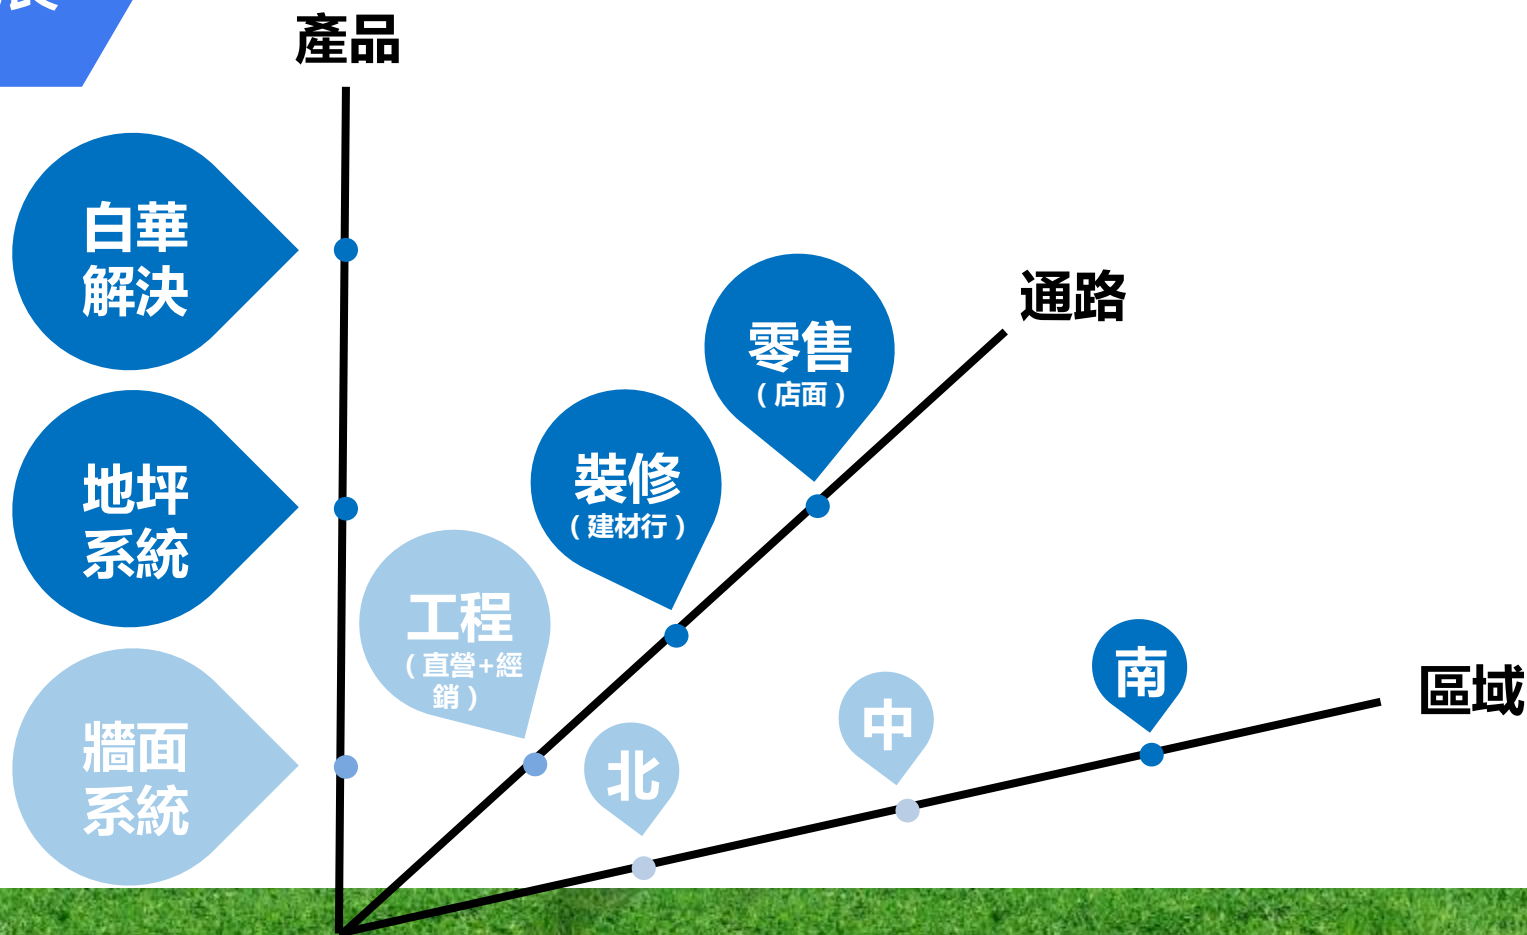 產品
白華
解決
通路
零售
（店面）
裝修
（建材行）
地坪
系統
工程
（直營+經
銷）
南
區域
中
北
牆面
系統